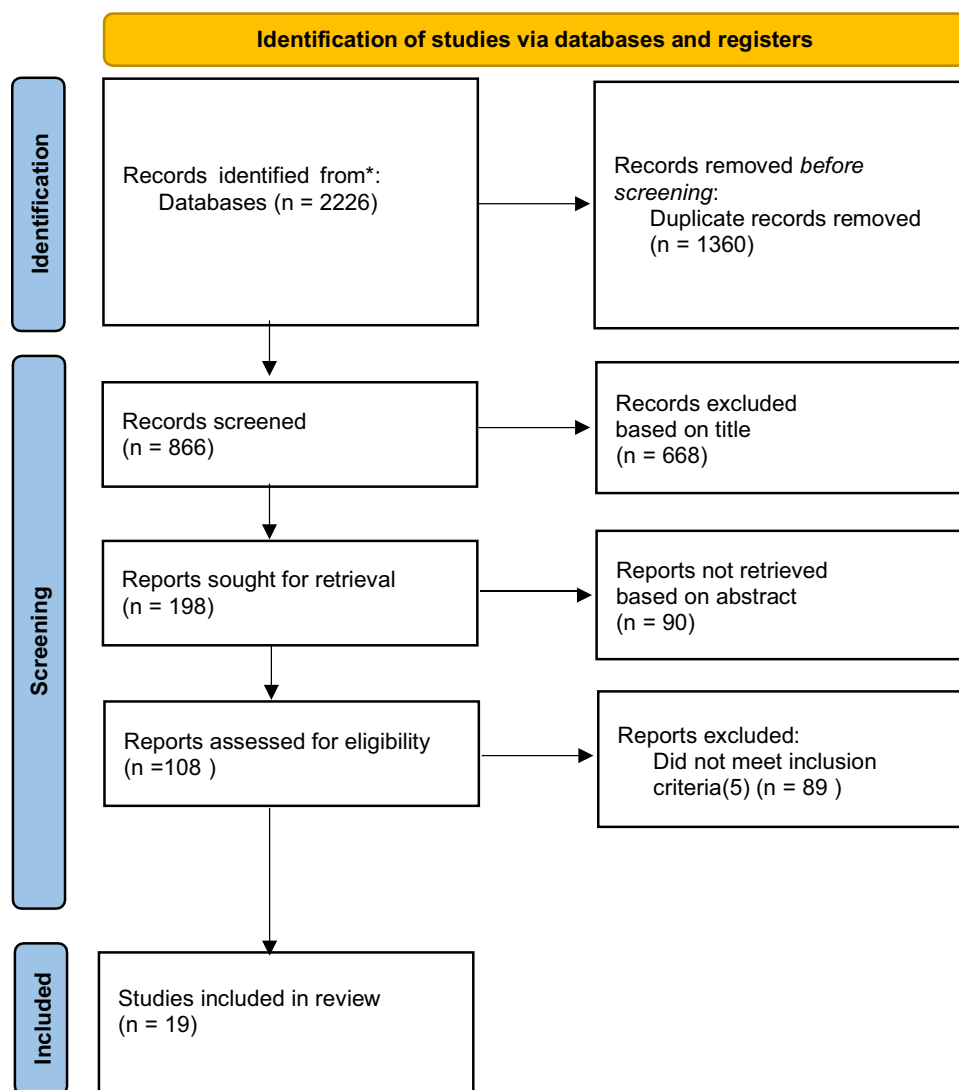 Identification of studies via databases and registers
Identification
Records identified from*:
Databases (n = 2226)
Records removed before
screening:
Duplicate records removed
(n = 1360)
Screening
Records screened
(n = 866)
Records excluded
based on title
(n = 668)
Reports sought for retrieval
(n = 198)
Reports not retrieved
based on abstract
(n = 90)
Reports assessed for eligibility
(n =108 )
Reports excluded:
Did not meet inclusion
criteria(5) (n = 89 )
Included
Studies included in review
(n = 19)